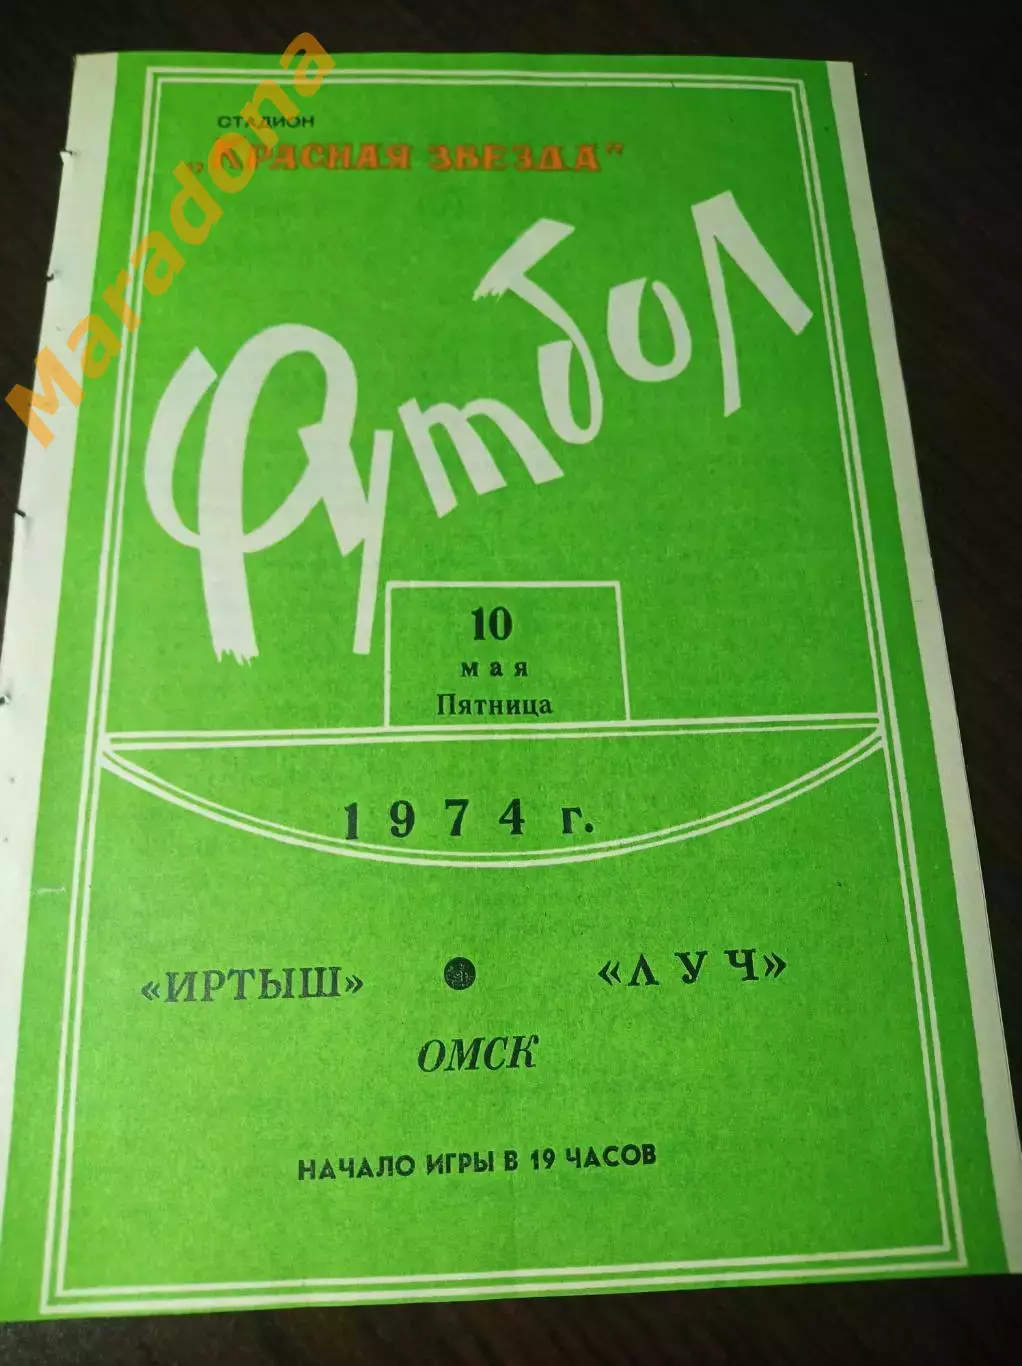 СТАДИОН
„КРАСНАЯ ЗВЕЗДА"
Футбол
10
мая
Пятница
1974 г.
«ИРТЫШ» • «ЛУЧ»
ОМСК
НАЧАЛО ИГРЫ В 19 ЧАСОВ
Maradona